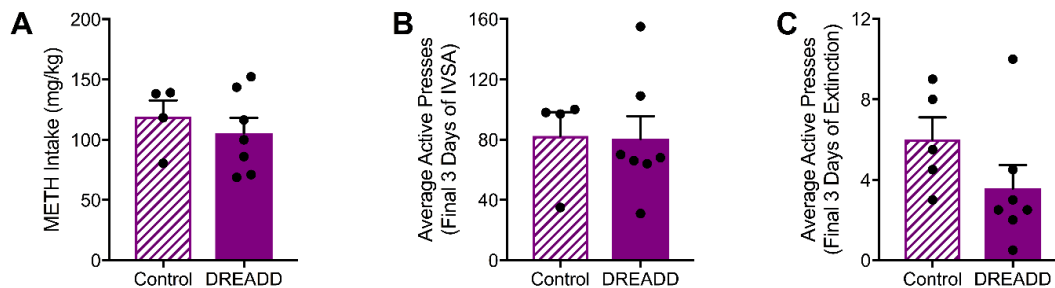 A
METH Intake (mg/kg)
200
150
100
50
0
Control
DREADD
B
Average Active Presses
(Final 3 Days of IVSA)
160
120
80
40
0
Control
DREADD
C
Average Active Presses
(Final 3 Days of Extinction)
12
8
4
0
Control
DREADD